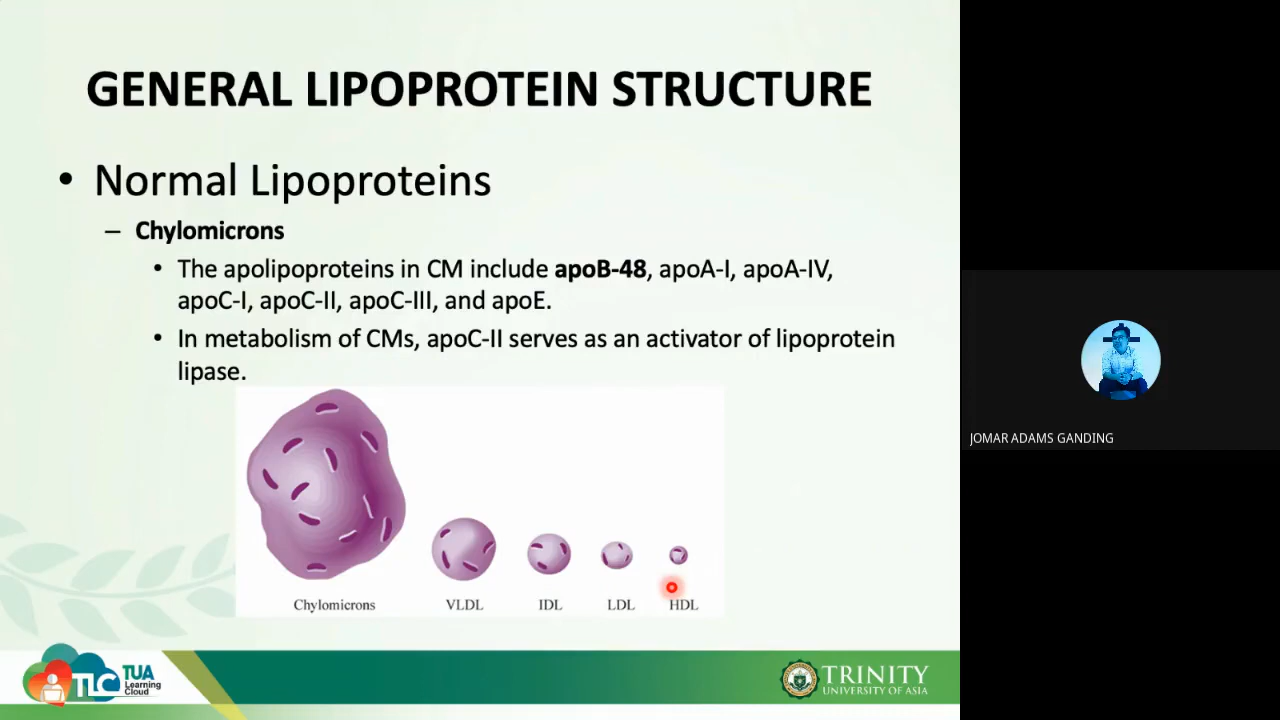 GENERAL LIPOPROTEIN STRUCTURE
• Normal Lipoproteins
– Chylomicrons
• The apolipoproteins in CM include apoB-48, apoA-I, apoA-IV,
apoC-I, apoC-II, apoC-III, and apoE.
• In metabolism of CMs, apoC-II serves as an activator of lipoprotein
lipase.
Chylomicrons VLDL IDL LDL HDL
JOMAR ADAMS GANDING
TLC TUA
Learning
Cloud
TRINITY
UNIVERSITY OF ASIA